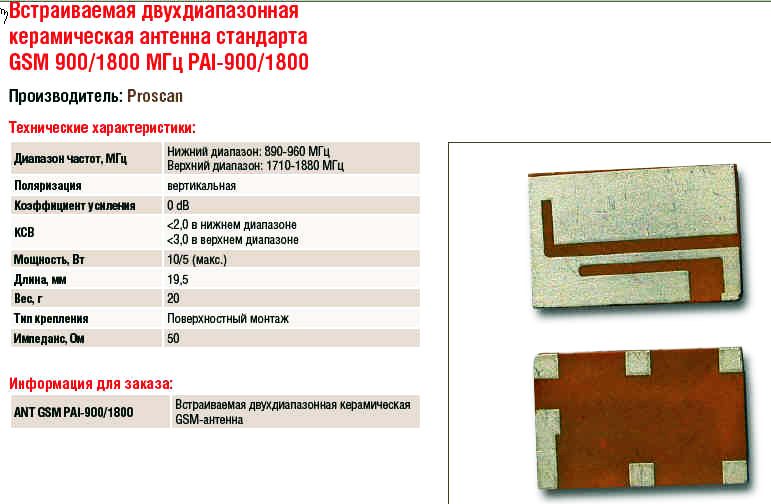 Встраиваемая двухдиапазонная
керамическая антенна стандарта
GSM 900/1800 МГц PAI-900/1800
Производитель: Proscan
Технические характеристики:
Диапазон частот, МГц
Нижний диапазон: 890-960 МГц
Верхний диапазон: 1710-1880 МГц
Поляризация вертикальная
Коэффициент усиления 0 dB
КСВ
<2,0 в нижнем диапазоне
<3,0 в верхнем диапазоне
Мощность, Вт 10/5 (макс.)
Длина, мм 19,5
Вес, г 20
Тип крепления Поверхностный монтаж
Импеданс, Ом 50
Информация для заказа:
ANT GSM PAI-900/1800
Встраиваемая двухдиапазонная керамическая
GSM-антенна